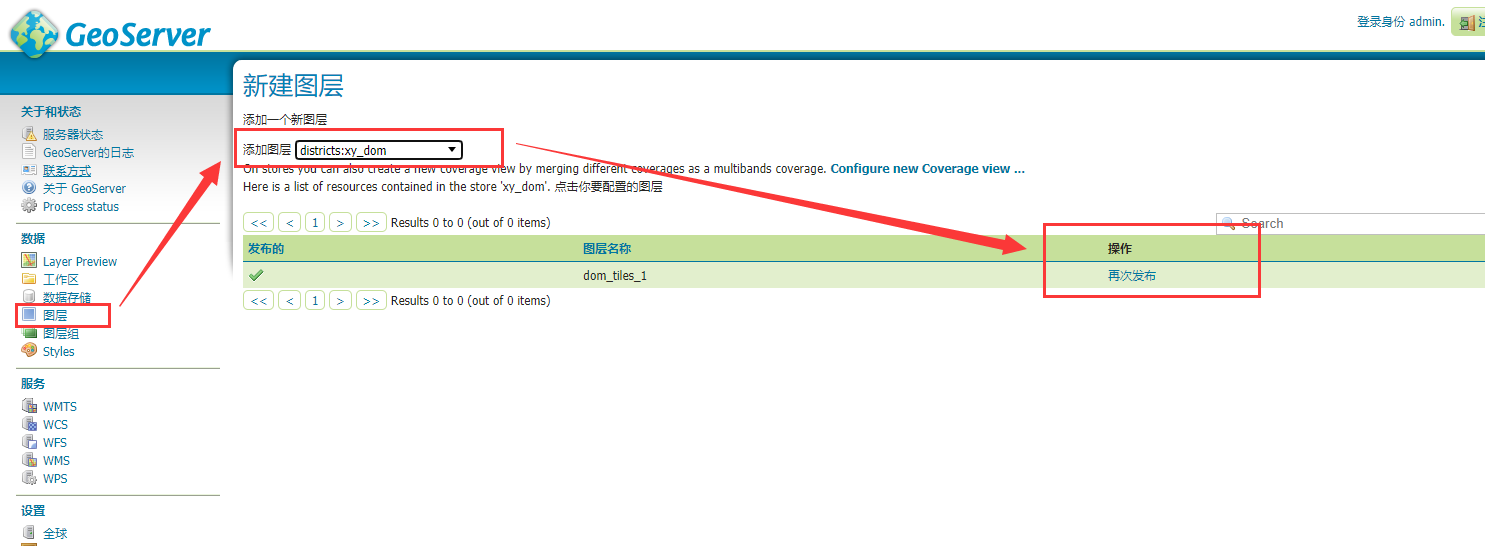 GeoServer
登录身份 admin.
新建图层
添加一个新图层
添加图层 districts:xy_dom
On stores you can also create a new coverage view by merging different coverages as a multibands coverage. Configure new Coverage view ...
Here is a list of resources contained in the store 'xy_dom'. 点击你要配置的图层
<< < 1 > >> Results 0 to 0 (out of 0 items)
Search
发布的 图层名称 操作
dom_tiles_1 再次发布
<< < 1 > >> Results 0 to 0 (out of 0 items)
关于和状态
服务器状态
GeoServer的日志
联系方式
关于 GeoServer
Process status
数据
Layer Preview
工作区
数据存储
图层
图层组
Styles
服务
WMTS
WCS
WFS
WMS
WPS
设置
全球